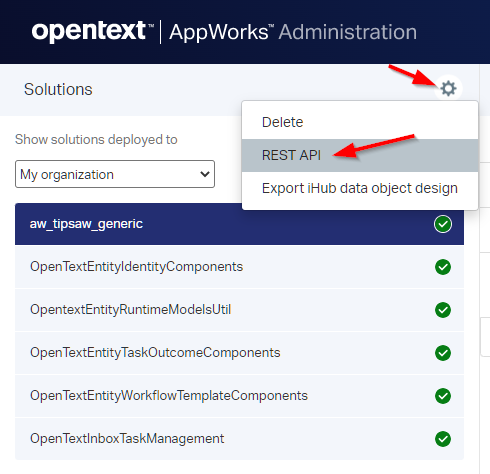 opentext™ | AppWorks™ Administration
Solutions
Delete
REST API
Export iHub data object design
Show solutions deployed to
My organization
aw_tipsaw_generic
OpenTextEntityIdentityComponents
OpentextEntityRuntimeModelsUtil
OpenTextEntityTaskOutcomeComponents
OpenTextEntityWorkflowTemplateComponents
OpenTextInboxTaskManagement